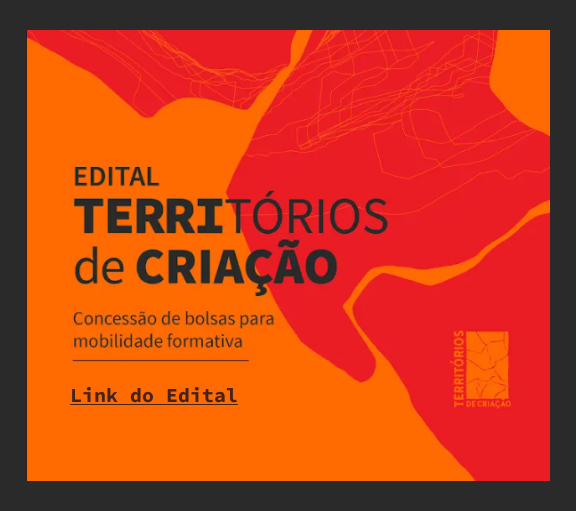 EDITAL
TERRITÓRIOS
de CRIAÇÃO
Concessão de bolsas para
mobilidade formativa
Link do Edital
TERRITÓRIOS
DE CRIAÇÃO